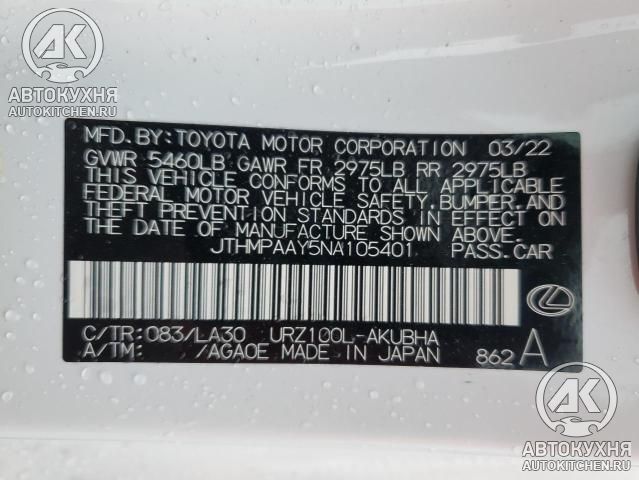 АК
АВТОКУХНЯ
AUTOKITCHEN.RU
MFD. BY: TOYOTA MOTOR CORPORATION 03/22
GVWR 5460LB GAWR FR 2975LB RR 2975LB
THIS VEHICLE CONFORMS TO ALL APPLICABLE
FEDERAL MOTOR VEHICLE SAFETY, BUMPER, AND
THEFT PREVENTION STANDARDS IN EFFECT ON
THE DATE OF MANUFACTURE SHOWN ABOVE.
JTHMPAAY5NA105401 PASS. CAR
C/TR: 083/LA30 URZ100L-AKUBHA
A/TM: /AGA0E MADE IN JAPAN 862 A
АК
АВТОКУХНЯ
AUTOKITCHEN.RU